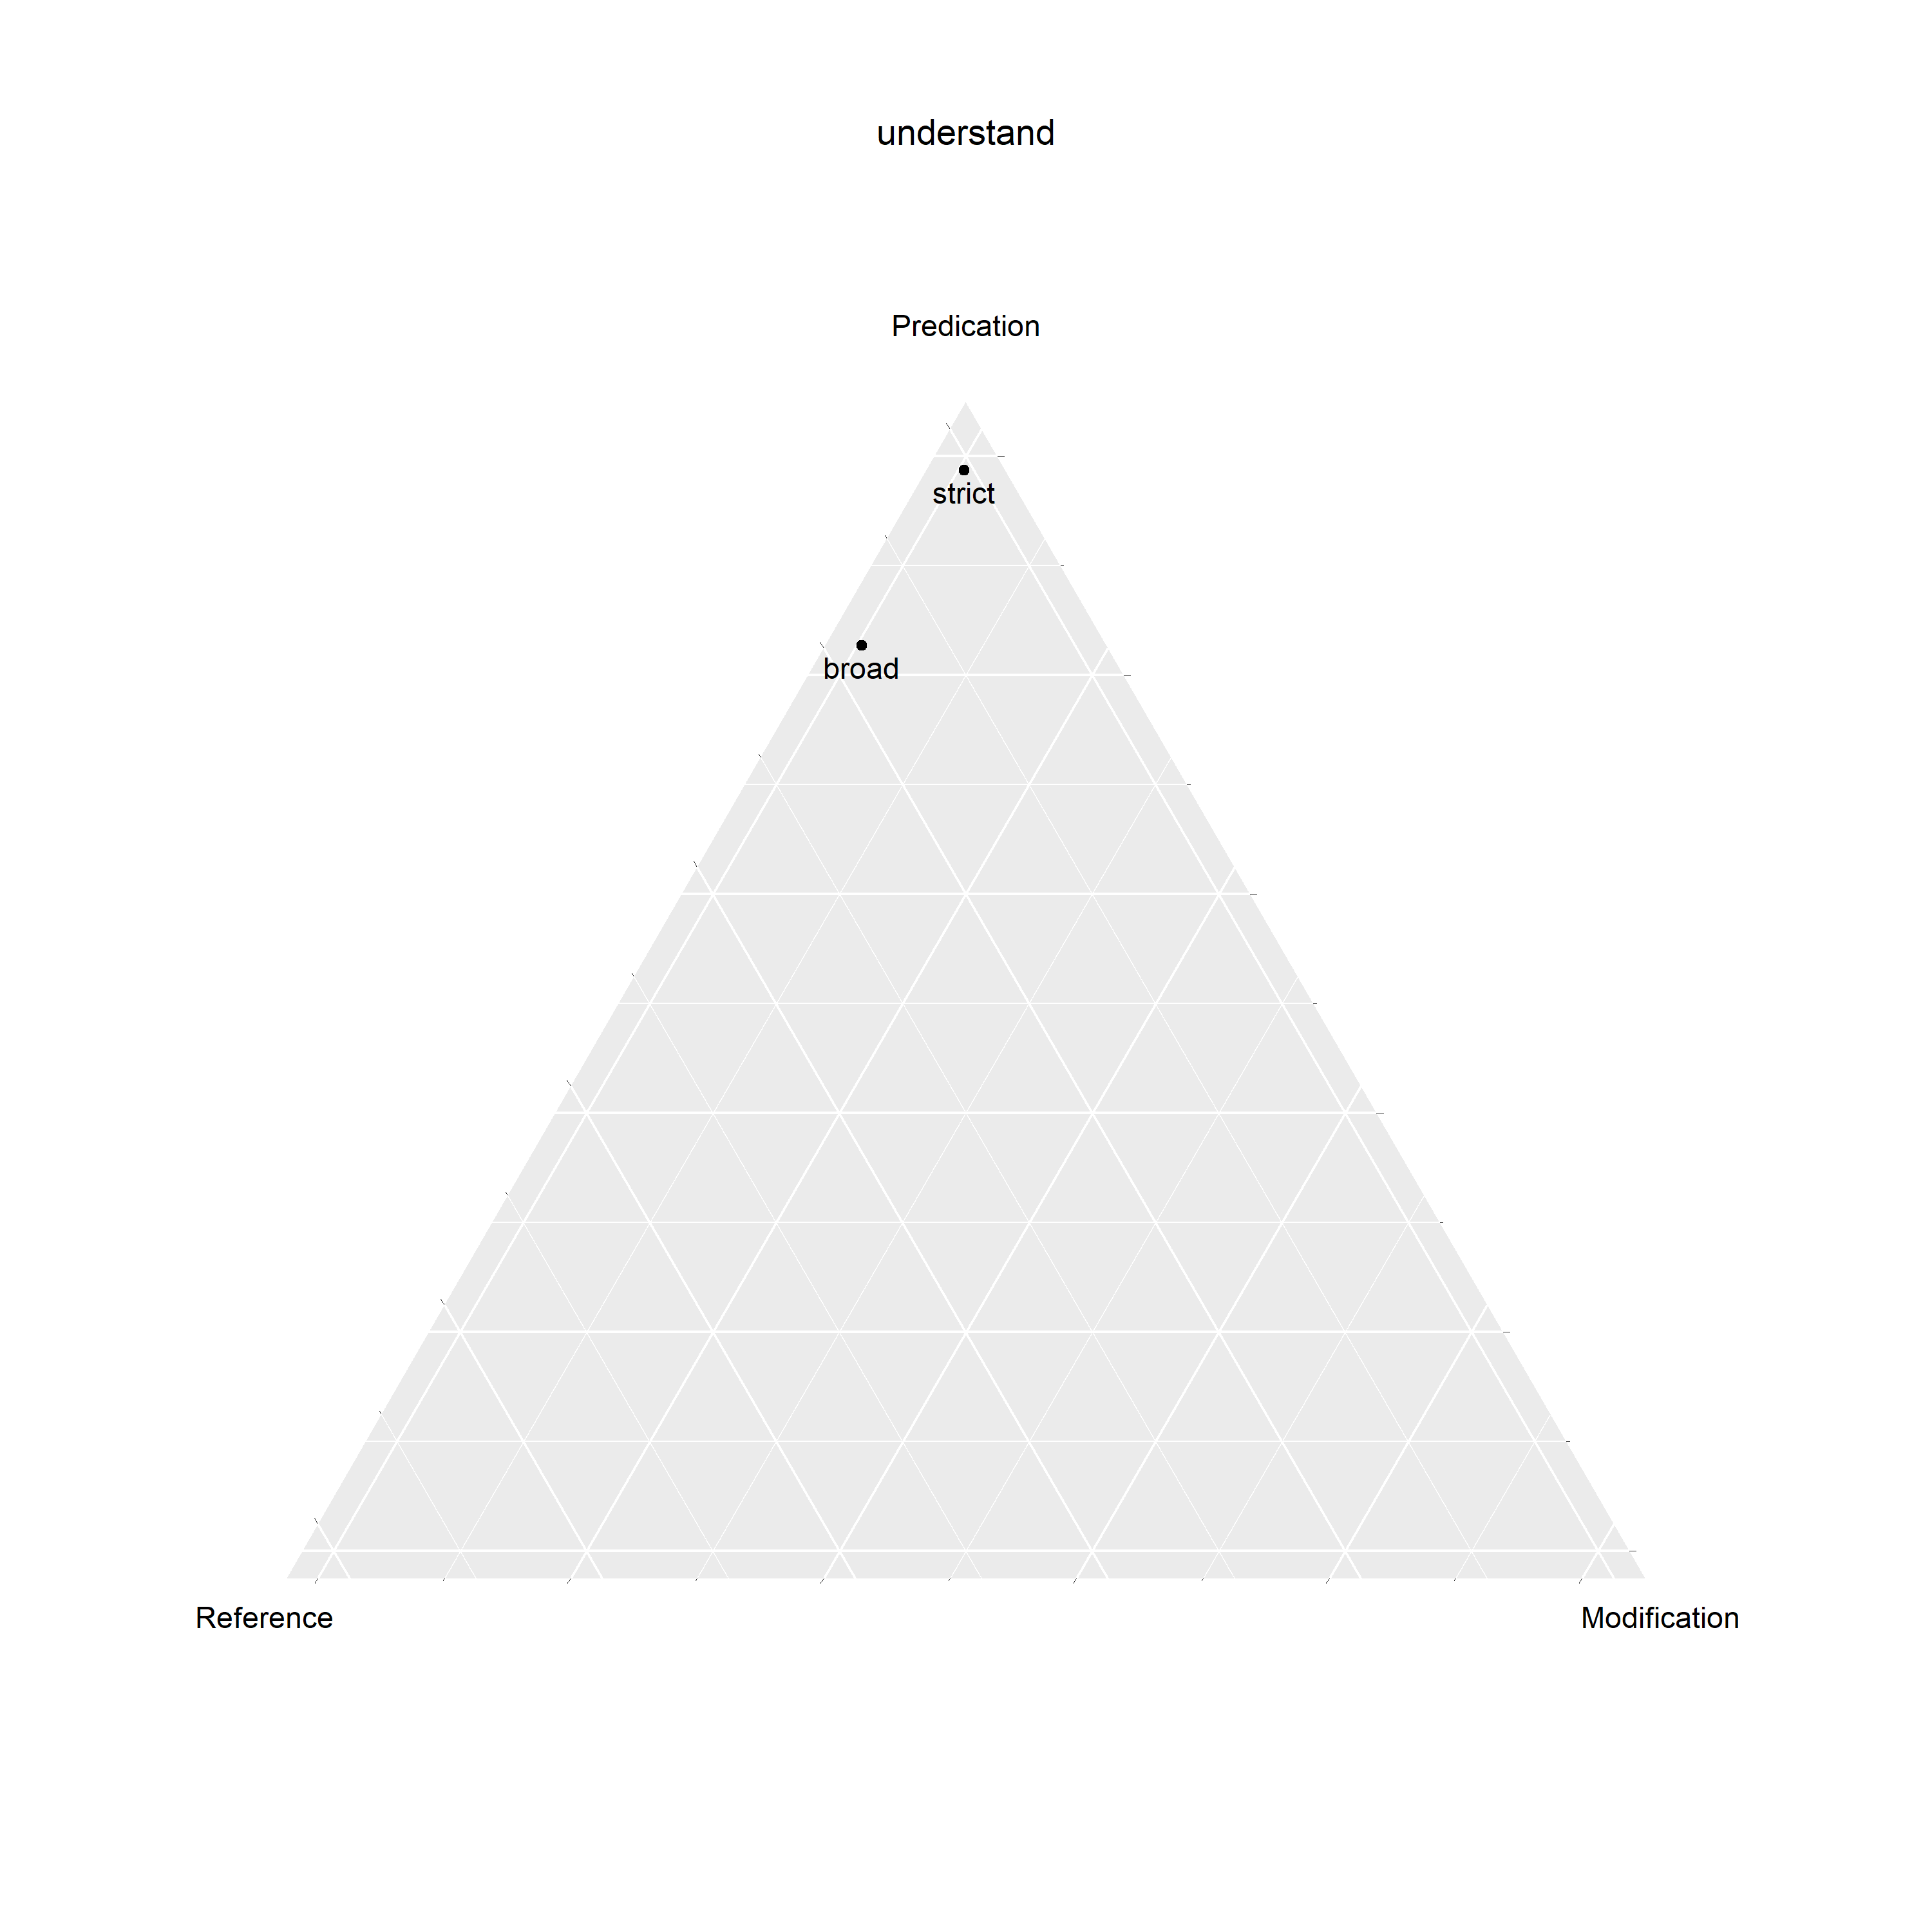 understand
Predication
strict
broad
Reference
Modification